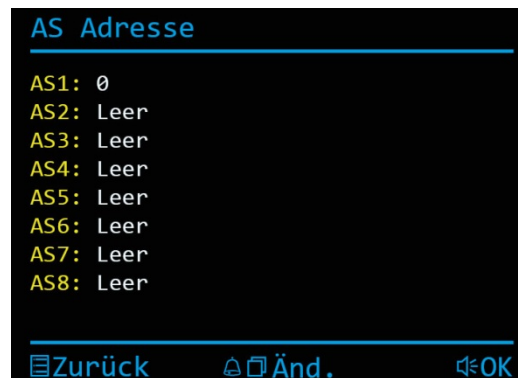 AS Adresse
AS1: 0
AS2: Leer
AS3: Leer
AS4: Leer
AS5: Leer
AS6: Leer
AS7: Leer
AS8: Leer
Zurück Änd. OK